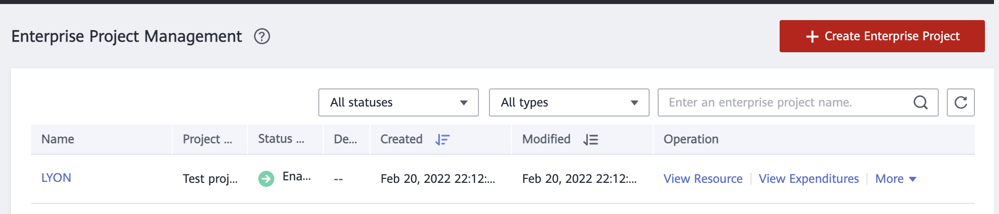 Enterprise Project Management ?
+ Create Enterprise Project
All statuses All types Enter an enterprise project name.
Name Project ... Status ... De... Created Modified Operation
LYON Test proj... Ena... -- Feb 20, 2022 22:12:... Feb 20, 2022 22:12:... View Resource View Expenditures More